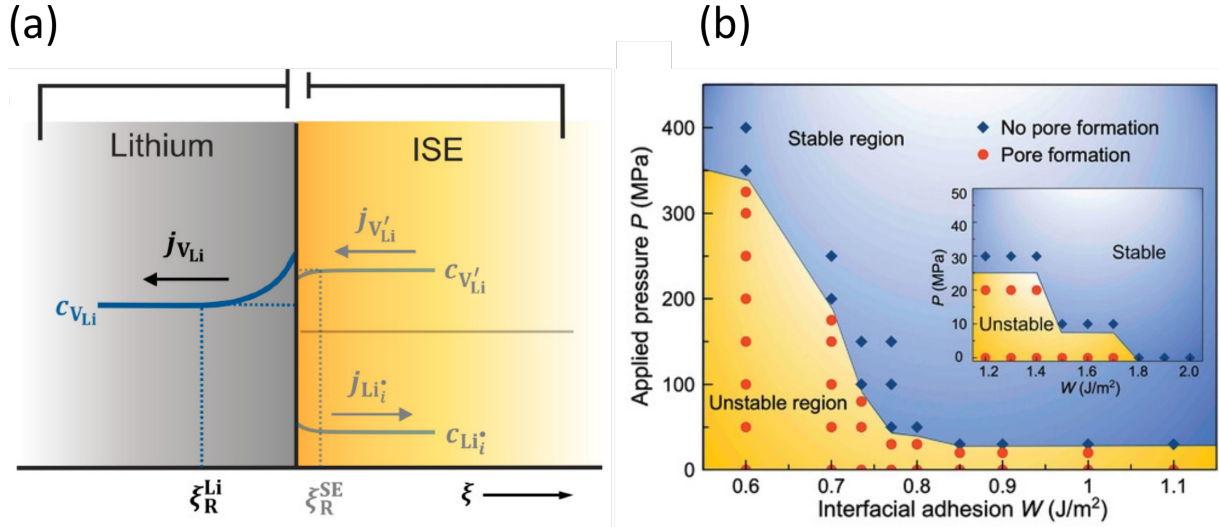 (a)
Lithium
ISE
j_{V_{Li}}
j_{V'_{Li}}
c_{V_{Li}}
c_{V'_{Li}}
j_{Li_i^•}
c_{Li_i^•}
ξ_R^{Li}
ξ_R^{SE}
ξ
(b)
Applied pressure P (MPa)
400
300
200
100
0
Stable region
No pore formation
Pore formation
Unstable region
P (MPa)
50
40
30
20
10
0
Stable
Unstable
1.2 1.4 1.6 1.8 2.0
W (J/m²)
0.6 0.7 0.8 0.9 1 1.1
Interfacial adhesion W (J/m²)